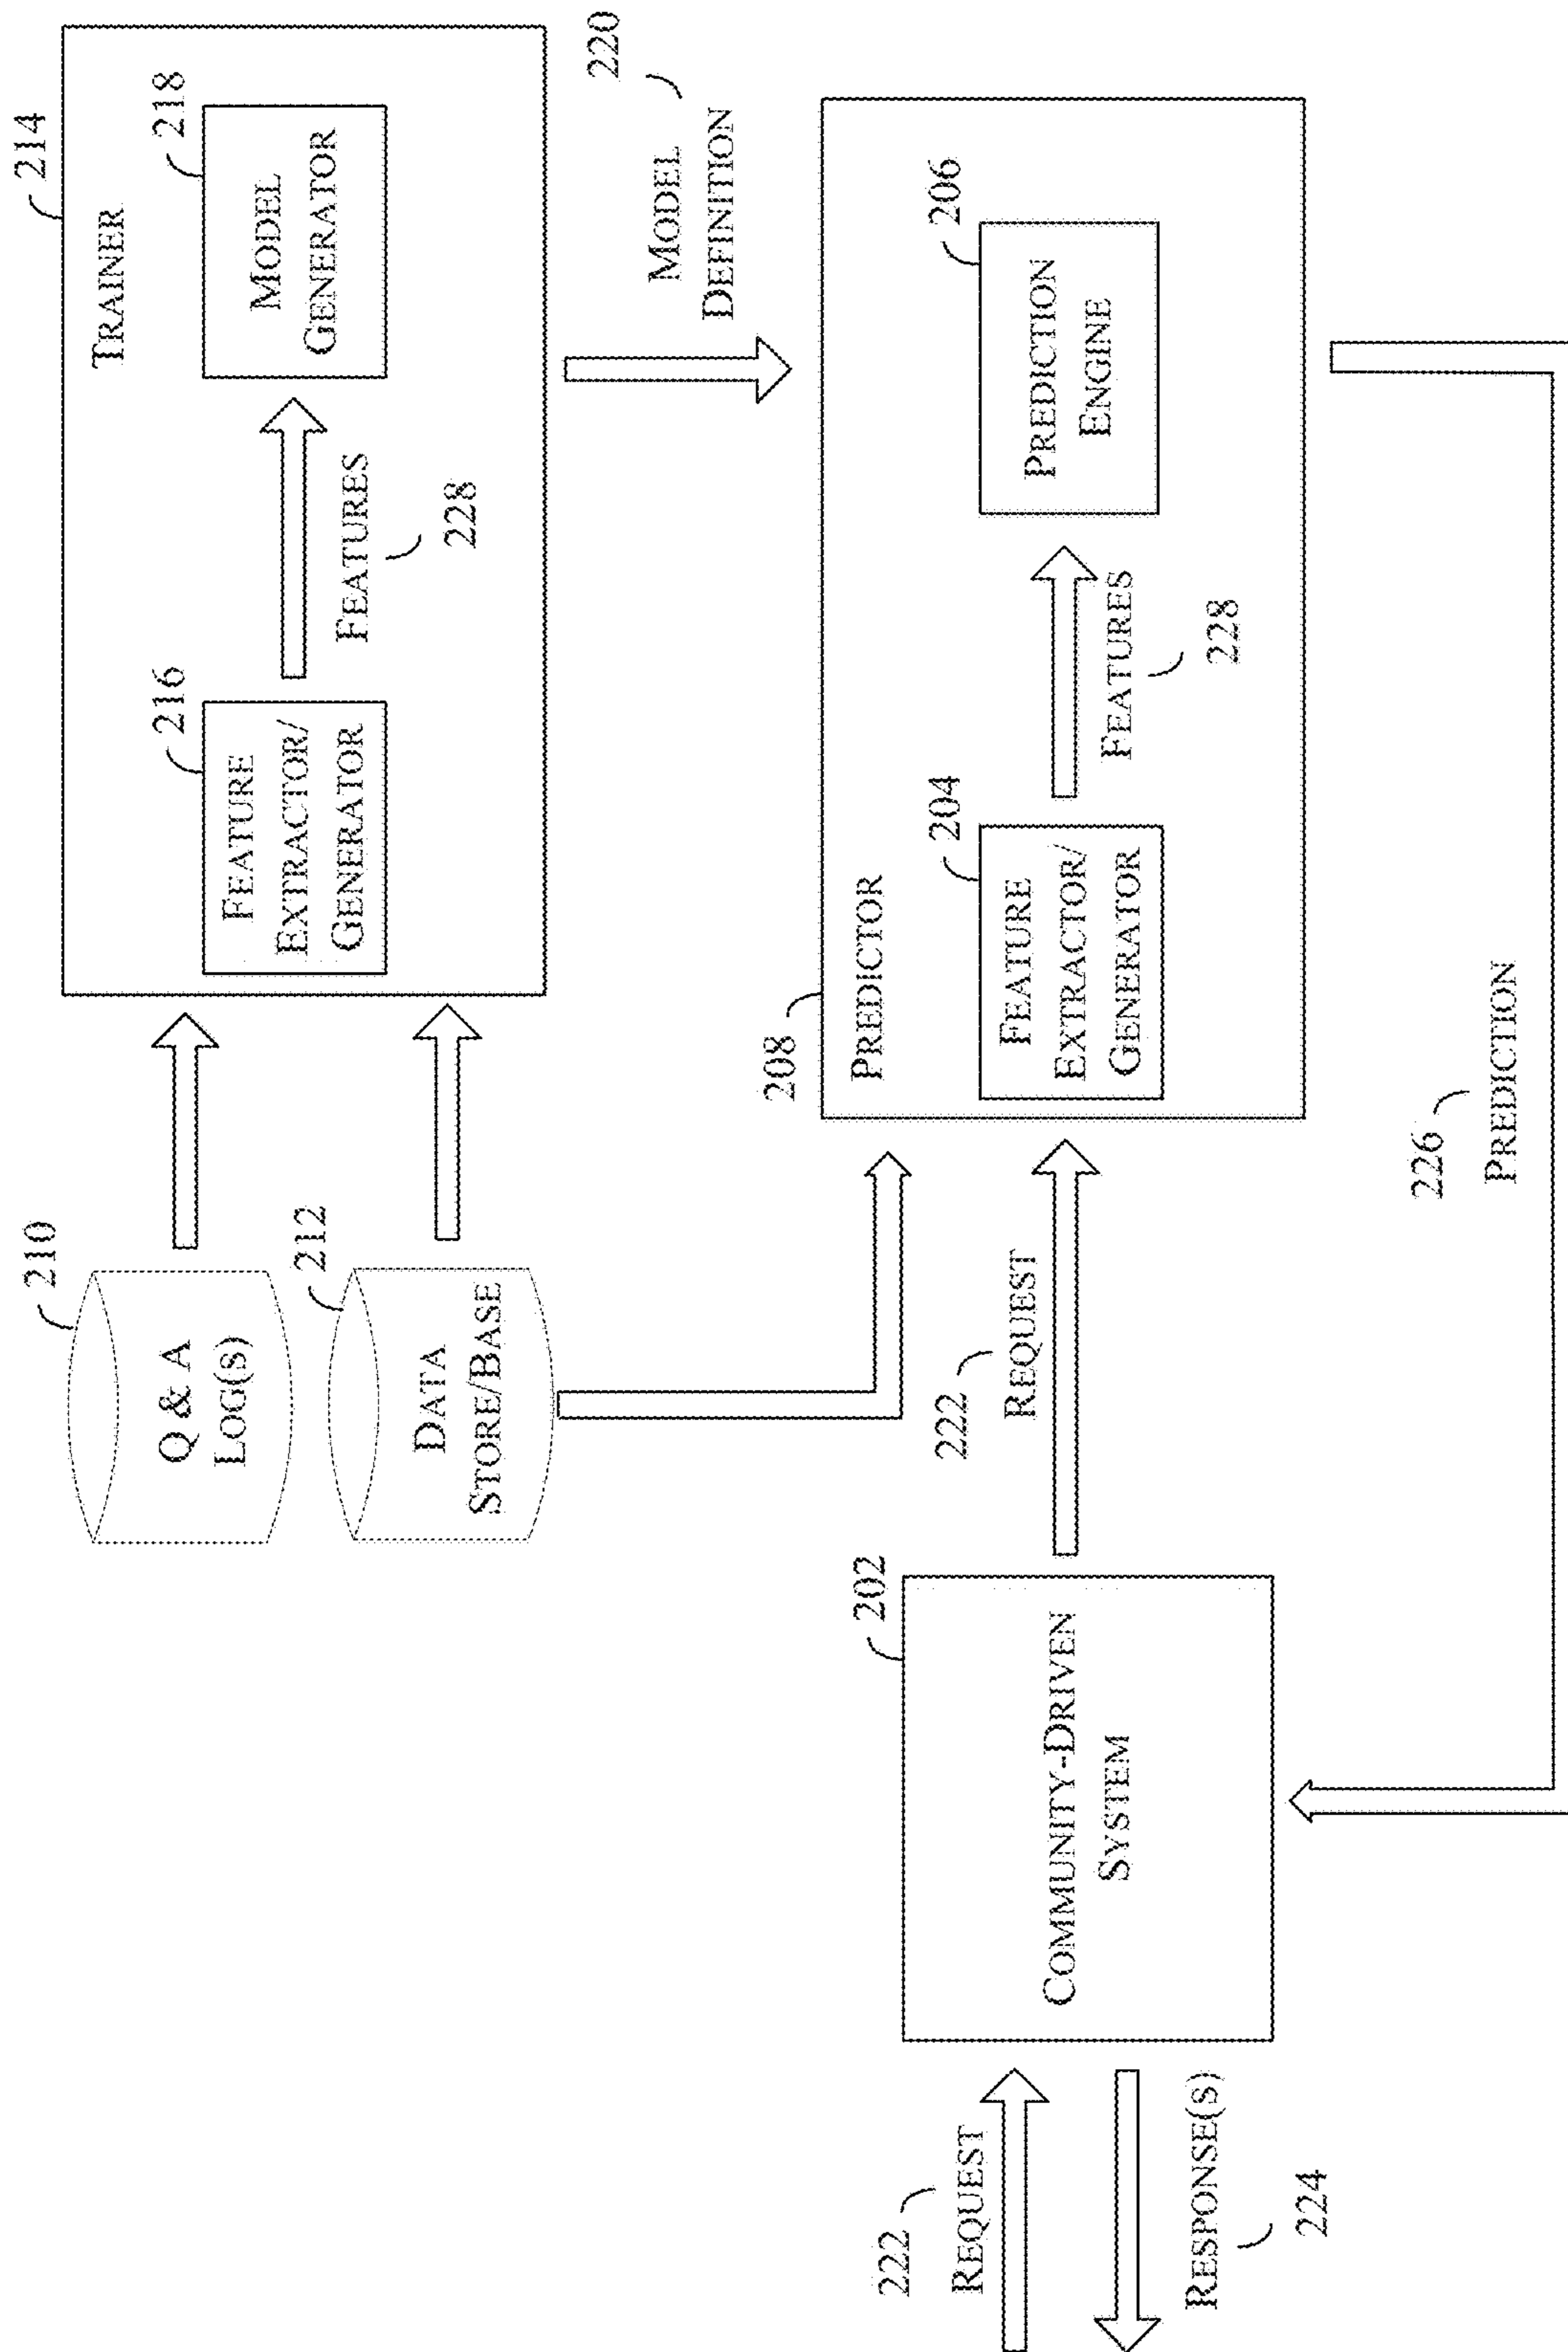 214
TRAINER
210
Q & A
LOG(S)
216
FEATURE
EXTRACTOR/
GENERATOR
FEATURES
228
218
MODEL
GENERATOR
212
DATA
STORE/BASE
220
MODEL
DEFINITION
208
PREDICTOR
204
FEATURE
EXTRACTOR/
GENERATOR
FEATURES
228
206
PREDICTION
ENGINE
222
REQUEST
202
COMMUNITY-DRIVEN
SYSTEM
222
REQUEST
RESPONSE(S)
224
226
PREDICTION